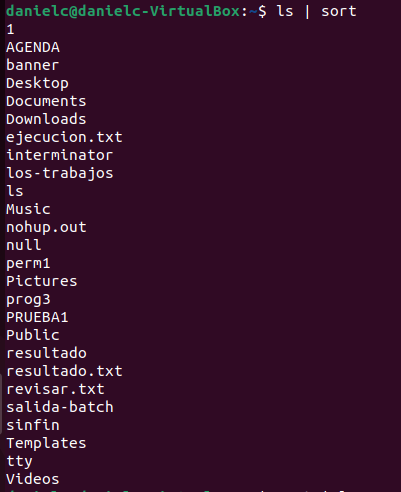 danielc@danielc-VirtualBox:~$ ls | sort
1
AGENDA
banner
Desktop
Documents
Downloads
ejecucion.txt
interminator
los-trabajos
ls
Music
nohup.out
null
perm1
Pictures
prog3
PRUEBA1
Public
resultado
resultado.txt
revisar.txt
salida-batch
sinfin
Templates
tty
Videos